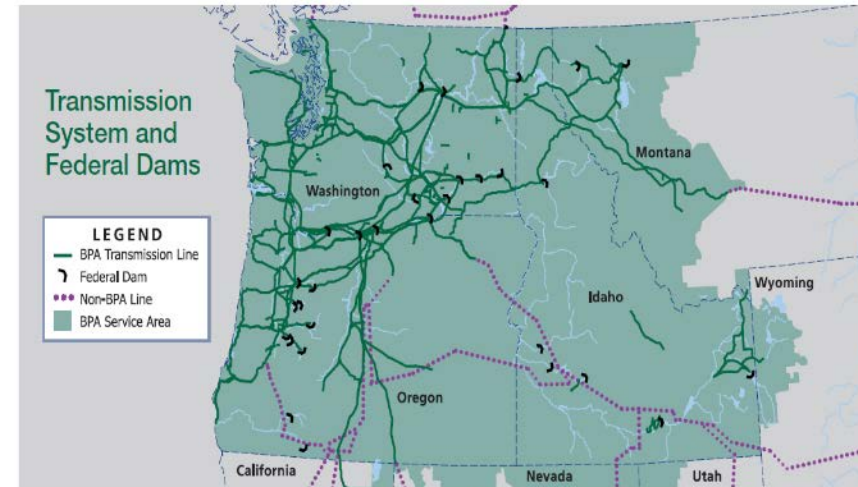 Transmission
System and
Federal Dams
LEGEND
BPA Transmission Line
Federal Dam
Non-BPA Line
BPA Service Area
Washington
Montana
Idaho
Wyoming
Oregon
California
Nevada
Utah